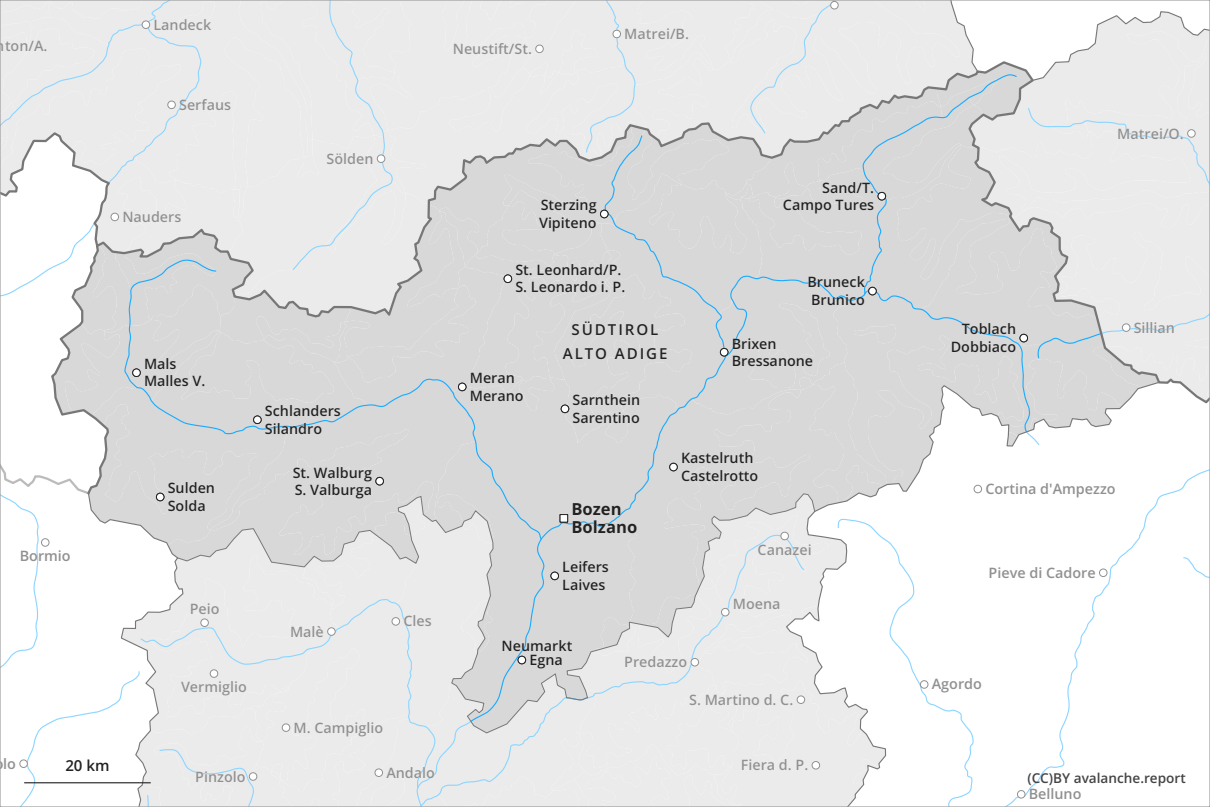 Landeck
nton/A.
Neustift/St.
Matrei/B.
Serfaus
Matrei/O.
Sölden
Nauders
Sand/T.
Campo Tures
Sterzing
Vipiteno
St. Leonhard/P.
S. Leonardo i. P.
Bruneck
Brunico
SÜDTIROL
ALTO ADIGE
Toblach
Dobbiaco
Sillian
Brixen
Bressanone
Mals
Malles V.
Meran
Merano
Sarnthein
Sarentino
Schlanders
Silandro
Kastelruth
Castelrotto
St. Walburg
S. Valburga
Sulden
Solda
Cortina d'Ampezzo
Bozen
Bolzano
Bormio
Canazei
Leifers
Laives
Pieve di Cadore
Peio
Moena
Cles
Malè
Neumarkt
Egna
Predazzo
Vermiglio
Agordo
S. Martino d. C.
M. Campiglio
olo
20 km
Fiera d. P.
Pinzolo
Andalo
(CC)BY avalanche.report
Belluno